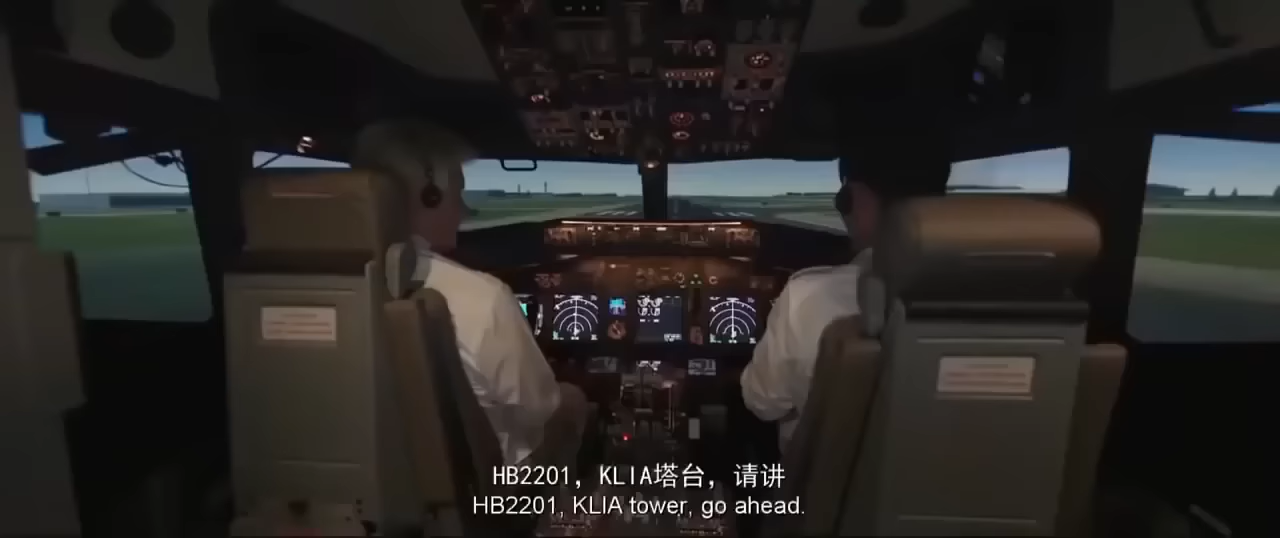 HB2201，KLIA塔台，请讲
HB2201, KLIA tower, go ahead.